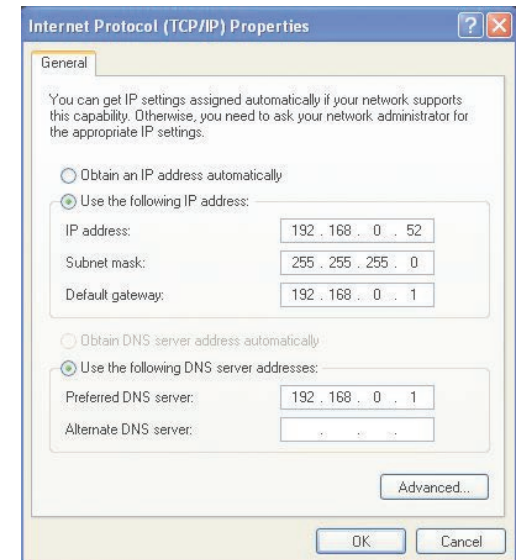 Internet Protocol (TCP/IP) Properties
General
You can get IP settings assigned automatically if your network supports
this capability. Otherwise, you need to ask your network administrator for
the appropriate IP settings.
Obtain an IP address automatically
Use the following IP address:
IP address: 192 . 168 . 0 . 52
Subnet mask: 255 . 255 . 255 . 0
Default gateway: 192 . 168 . 0 . 1
Obtain DNS server address automatically
Use the following DNS server addresses:
Preferred DNS server: 192 . 168 . 0 . 1
Alternate DNS server: . . .
Advanced...
OK Cancel